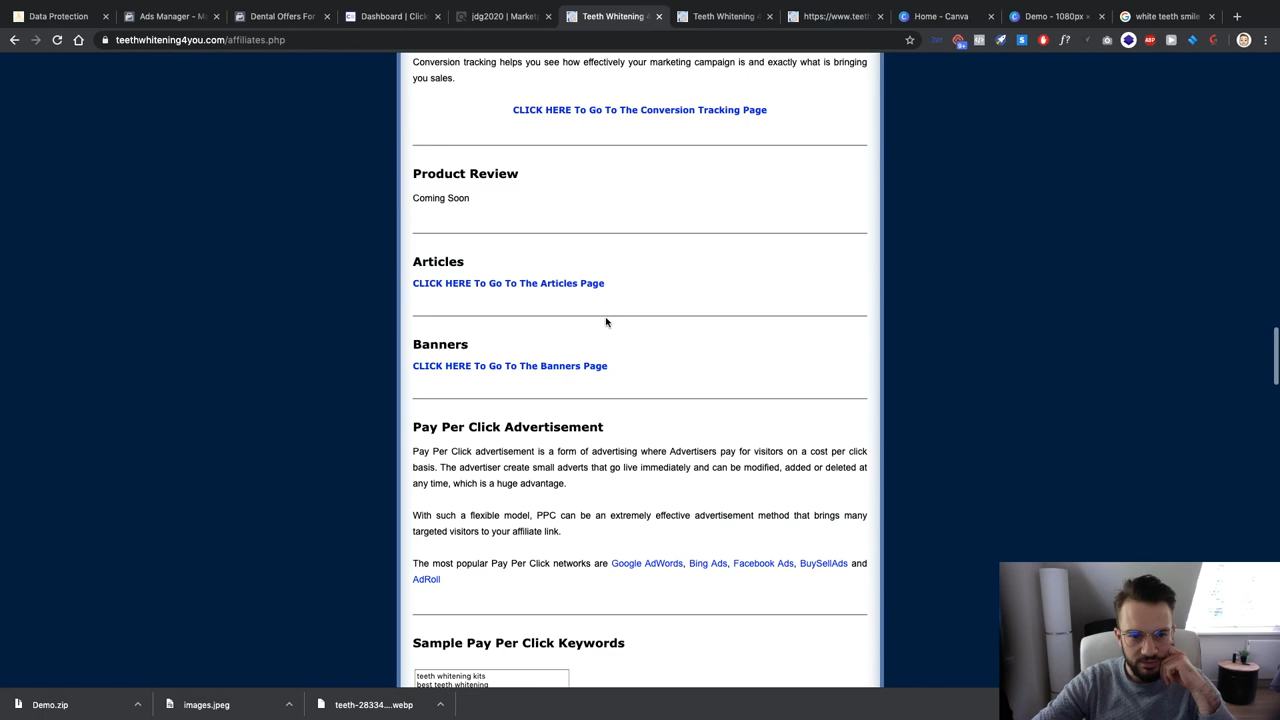 Data Protection
Ads Manager - M
Dental Offers For
Dashboard | Click
jdg2020 | Market
Teeth Whitening
Teeth Whitening 4
https://www.teeth
Home - Canva
Demo - 1080px ×
white teeth smile
teethwhitening4you.com/affiliates.php
Conversion tracking helps you see how effectively your marketing campaign is and exactly what is bringing
you sales.
CLICK HERE To Go To The Conversion Tracking Page
Product Review
Coming Soon
Articles
CLICK HERE To Go To The Articles Page
Banners
CLICK HERE To Go To The Banners Page
Pay Per Click Advertisement
Pay Per Click advertisement is a form of advertising where Advertisers pay for visitors on a cost per click
basis. The advertiser create small adverts that go live immediately and can be modified, added or deleted at
any time, which is a huge advantage.
With such a flexible model, PPC can be an extremely effective advertisement method that brings many
targeted visitors to your affiliate link.
The most popular Pay Per Click networks are Google AdWords, Bing Ads, Facebook Ads, BuySellAds and
AdRoll
Sample Pay Per Click Keywords
teeth whitening kits
best teeth whitening
Demo.zip
images.jpeg
teeth-28334....webp